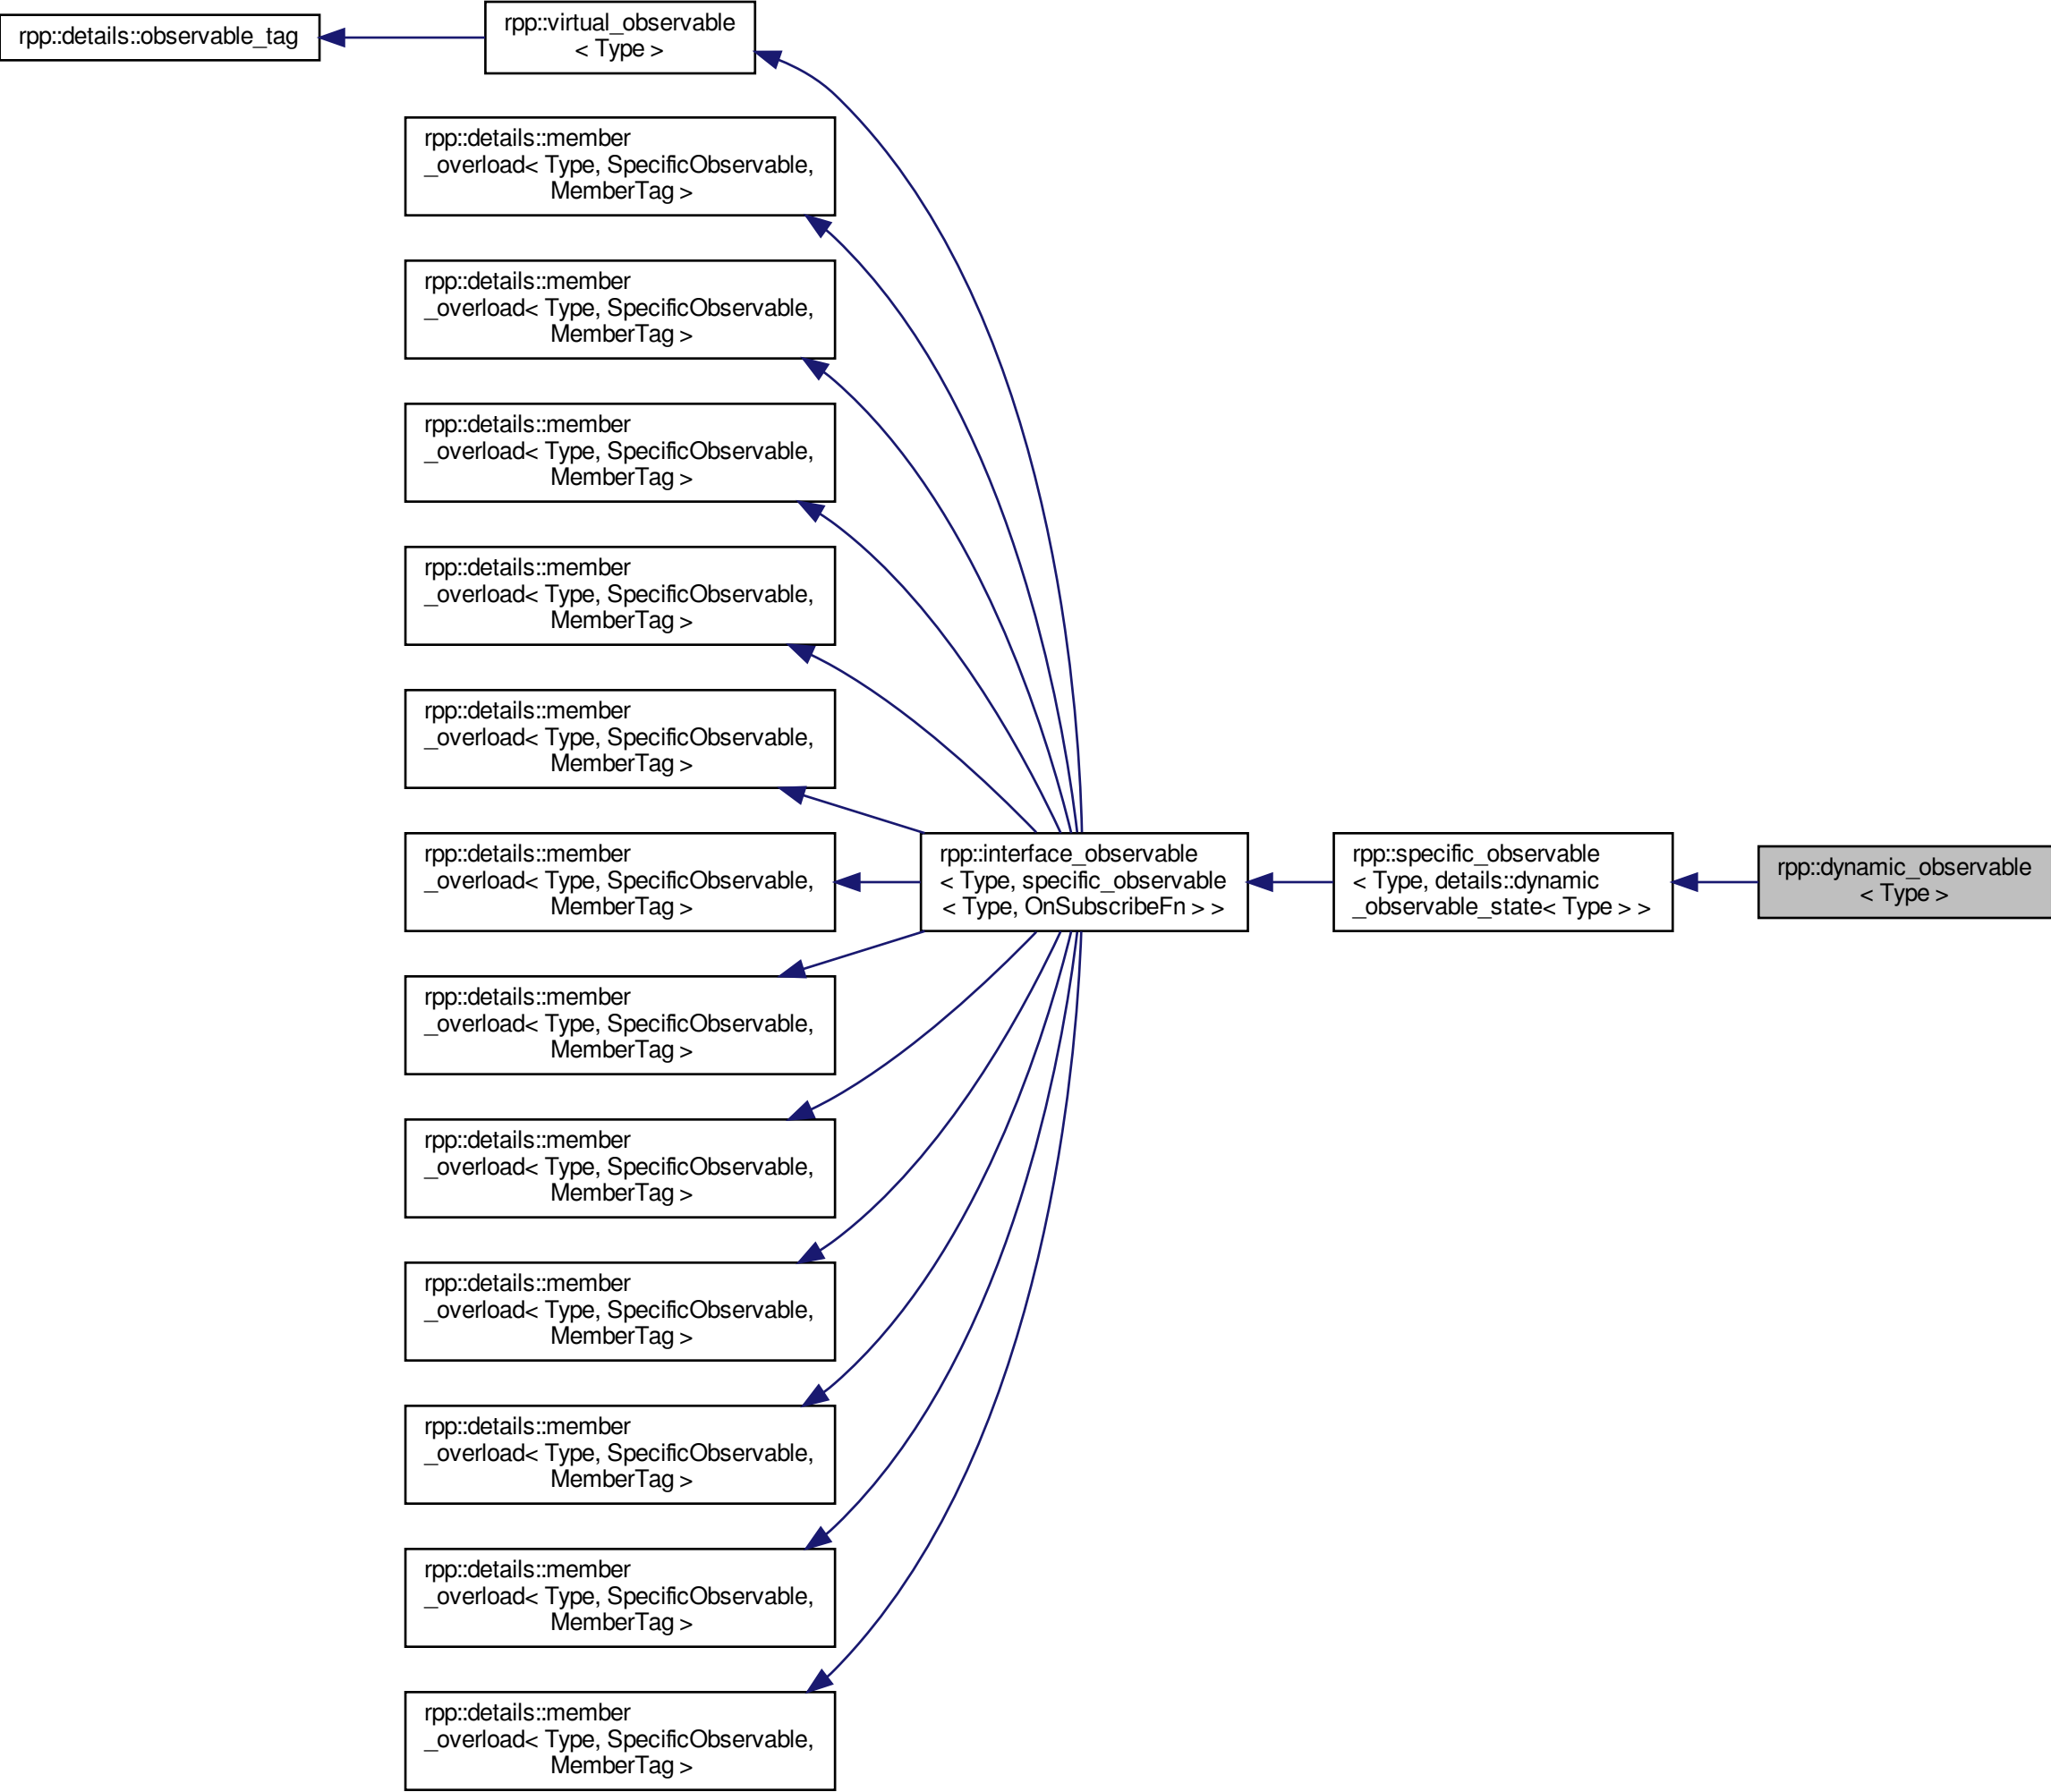 rpp::details::observable_tag
rpp::virtual_observable
< Type >
rpp::details::member
_overload< Type, SpecificObservable,
MemberTag >
rpp::details::member
_overload< Type, SpecificObservable,
MemberTag >
rpp::details::member
_overload< Type, SpecificObservable,
MemberTag >
rpp::details::member
_overload< Type, SpecificObservable,
MemberTag >
rpp::details::member
_overload< Type, SpecificObservable,
MemberTag >
rpp::details::member
_overload< Type, SpecificObservable,
MemberTag >
rpp::interface_observable
< Type, specific_observable
< Type, OnSubscribeFn > >
rpp::specific_observable
< Type, details::dynamic
_observable_state< Type > >
rpp::dynamic_observable
< Type >
rpp::details::member
_overload< Type, SpecificObservable,
MemberTag >
rpp::details::member
_overload< Type, SpecificObservable,
MemberTag >
rpp::details::member
_overload< Type, SpecificObservable,
MemberTag >
rpp::details::member
_overload< Type, SpecificObservable,
MemberTag >
rpp::details::member
_overload< Type, SpecificObservable,
MemberTag >
rpp::details::member
_overload< Type, SpecificObservable,
MemberTag >